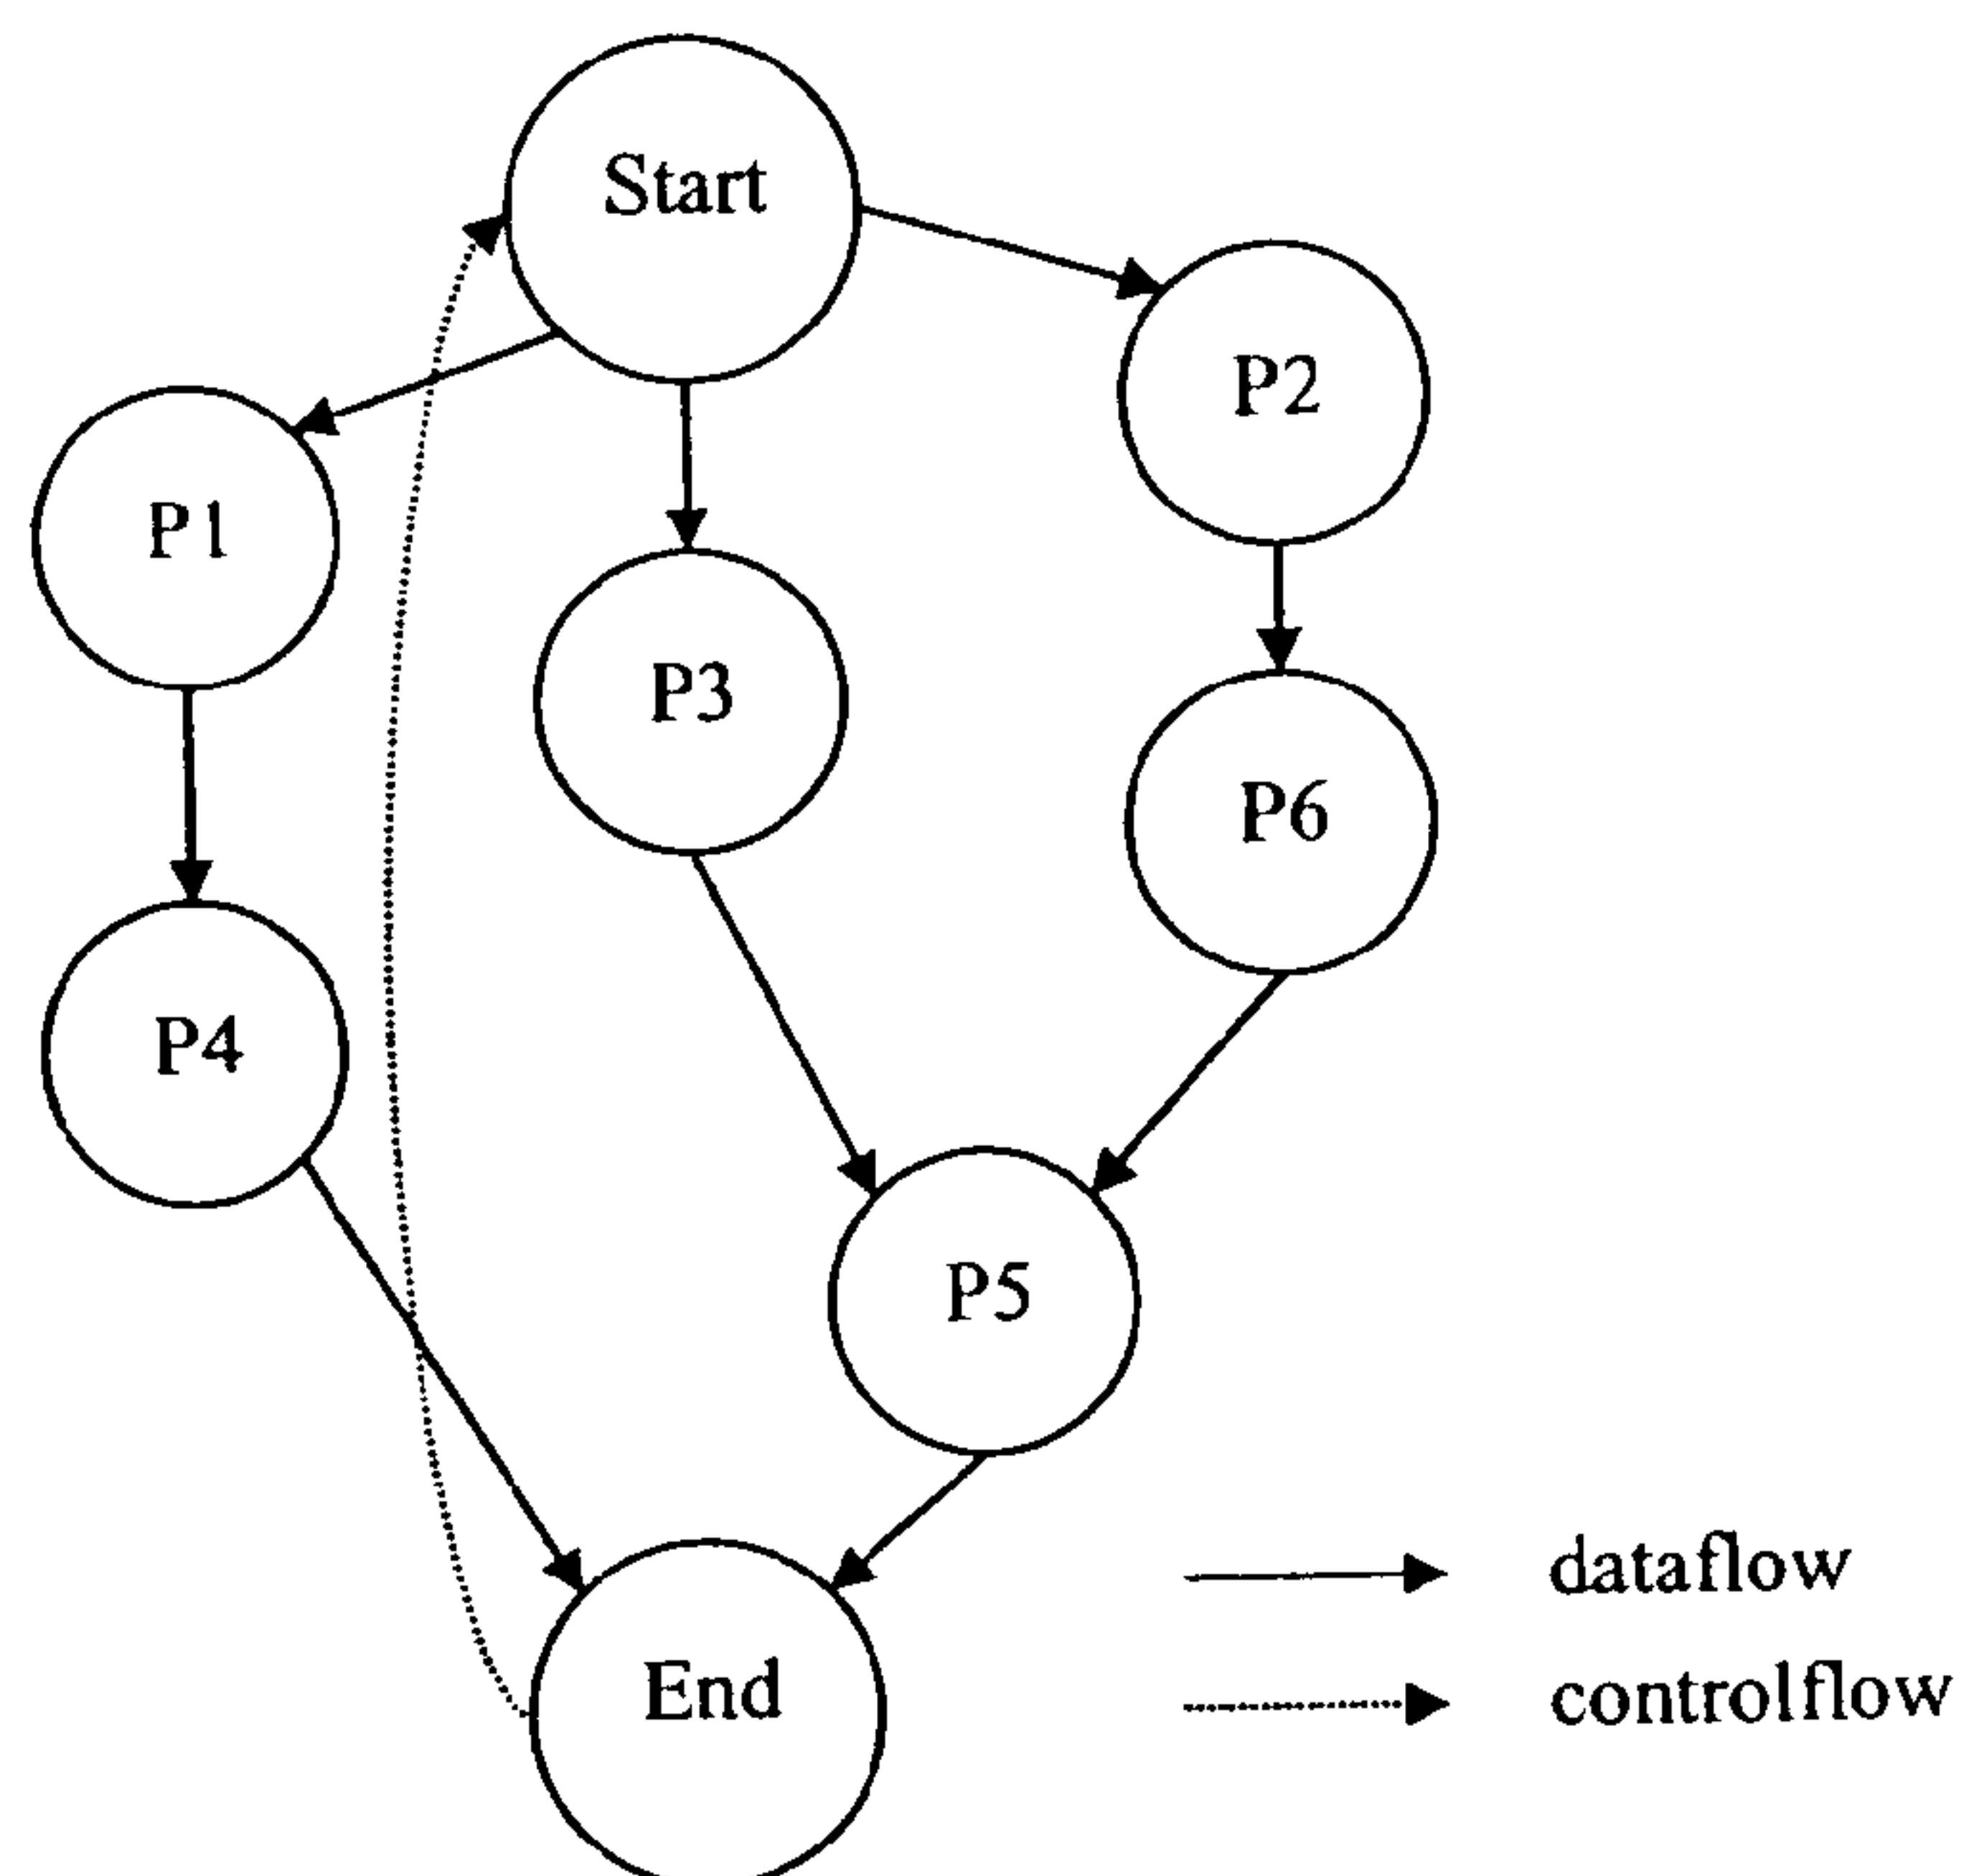 Start
P2
P1
P3
P6
P4
P5
End
dataflow
controlflow